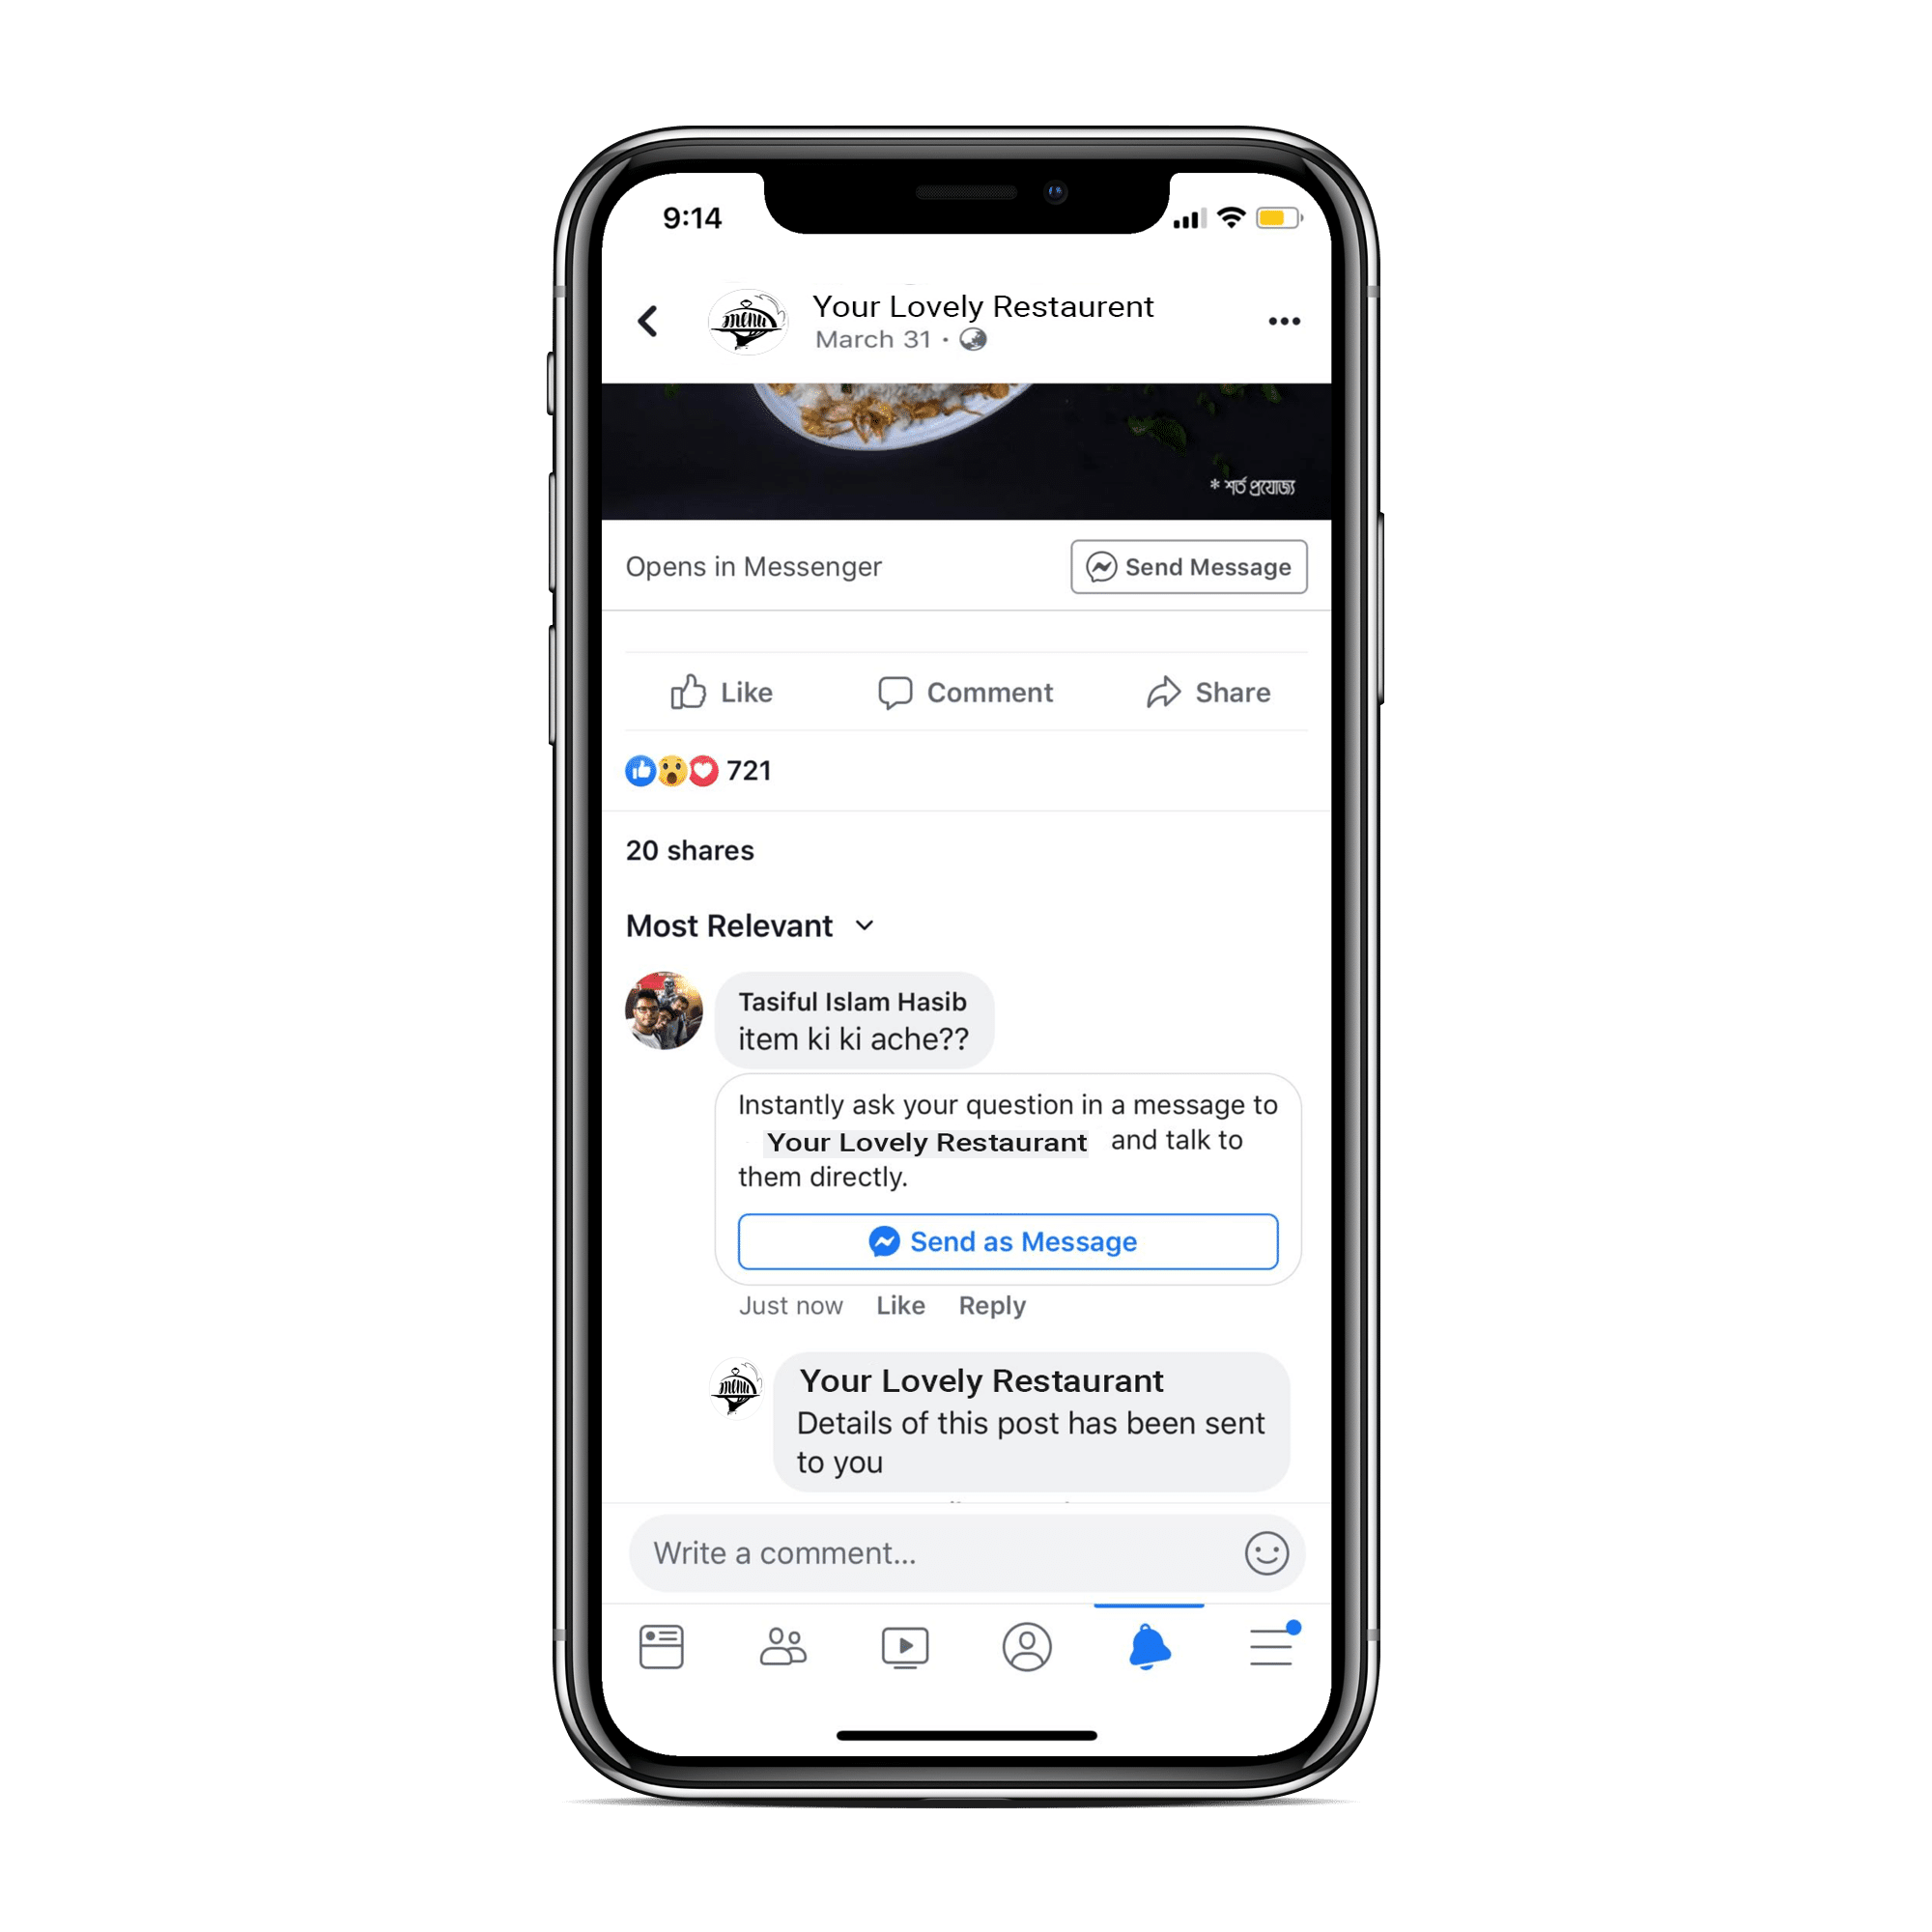 9:14
menu
Your Lovely Restaurent
March 31 ·
* শর্ত প্রযোজ্য
Opens in Messenger
Send Message
Like
Comment
Share
721
20 shares
Most Relevant
Tasiful Islam Hasib
item ki ki ache??
Instantly ask your question in a message to
Your Lovely Restaurant and talk to
them directly.
Send as Message
Just now Like Reply
menu
Your Lovely Restaurant
Details of this post has been sent
to you
Write a comment...